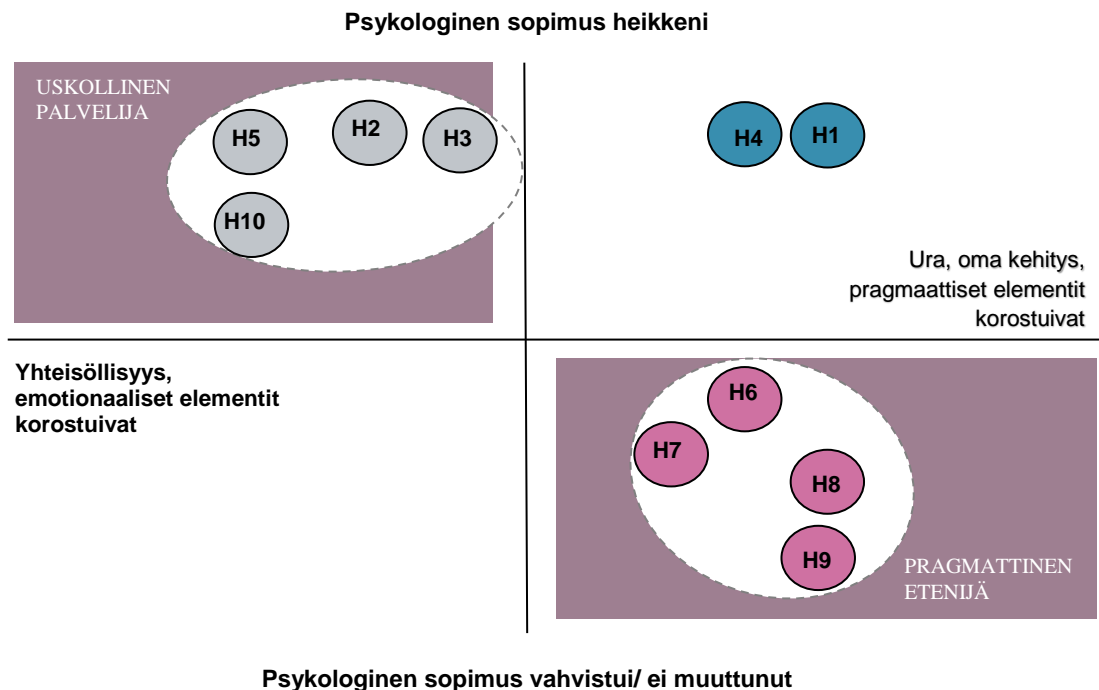 Psykologinen sopimus heikkeni
USKOLLINEN
PALVELIJA
H5
H2
H3
H4
H1
H10
Ura, oma kehitys,
pragmaattiset elementit
korostuivat
Yhteisöllisyys,
emotionaaliset elementit
korostuivat
H6
H7
H8
H9
PRAGMATTINEN
ETENIJÄ
Psykologinen sopimus vahvistui/ ei muuttunut